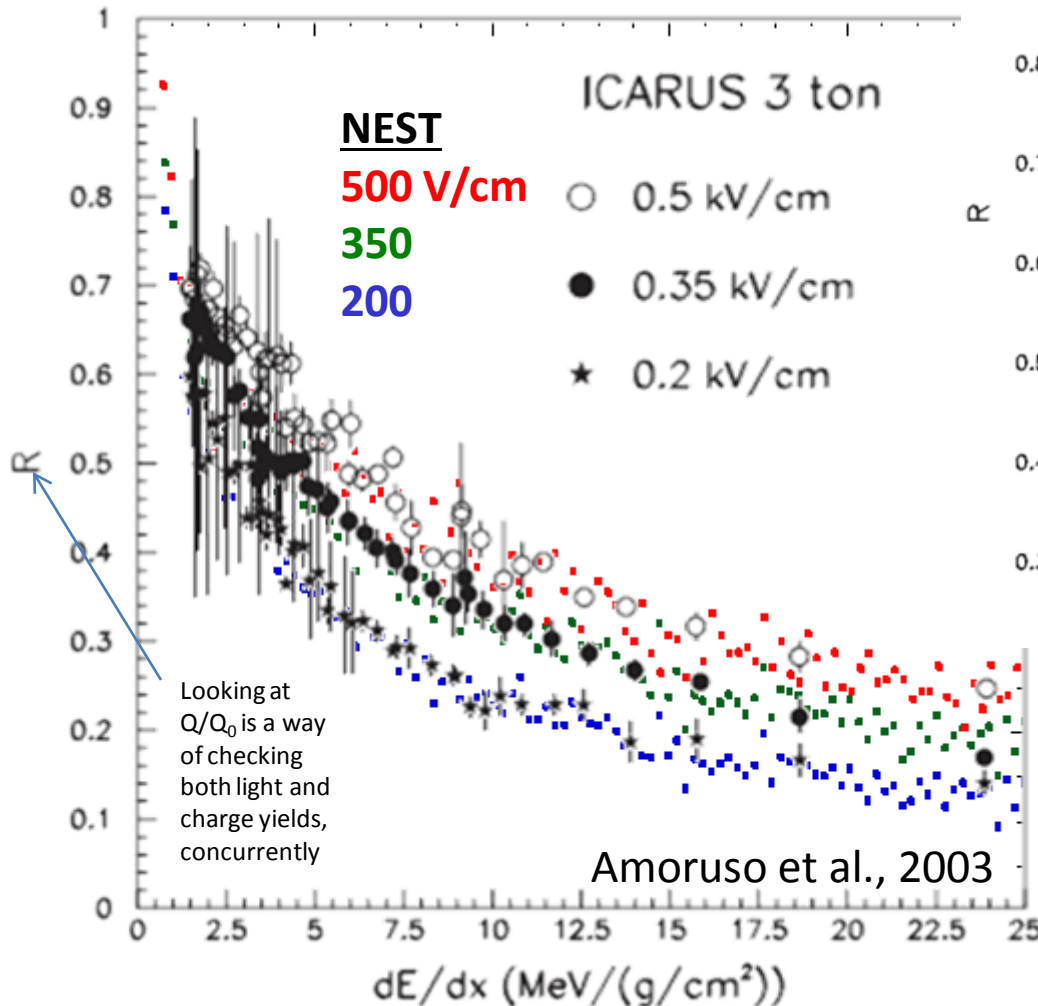 1
0.9
0.8
0.7
0.6
0.5
0.4
0.3
0.2
0.1
0
R
NEST
500 V/cm
350
200
ICARUS 3 ton
0.5 kV/cm
0.35 kV/cm
0.2 kV/cm
Looking at
Q/Q₀ is a way
of checking
both light and
charge yields,
concurrently
Amoruso et al., 2003
0 2.5 5 7.5 10 12.5 15 17.5 20 22.5 25
dE/dx (MeV/(g/cm²))
R